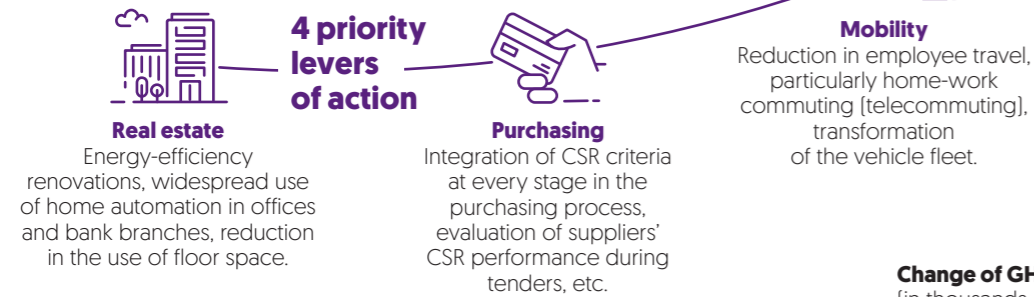 4 priority
levers
of action
Real estate
Energy-efficiency
renovations, widespread use
of home automation in offices
and bank branches, reduction
in the use of floor space.
Purchasing
Integration of CSR criteria
at every stage in the
purchasing process,
evaluation of suppliers’
CSR performance during
tenders, etc.
Mobility
Reduction in employee travel,
particularly home-work
commuting (telecommuting),
transformation
of the vehicle fleet.
Change of GH